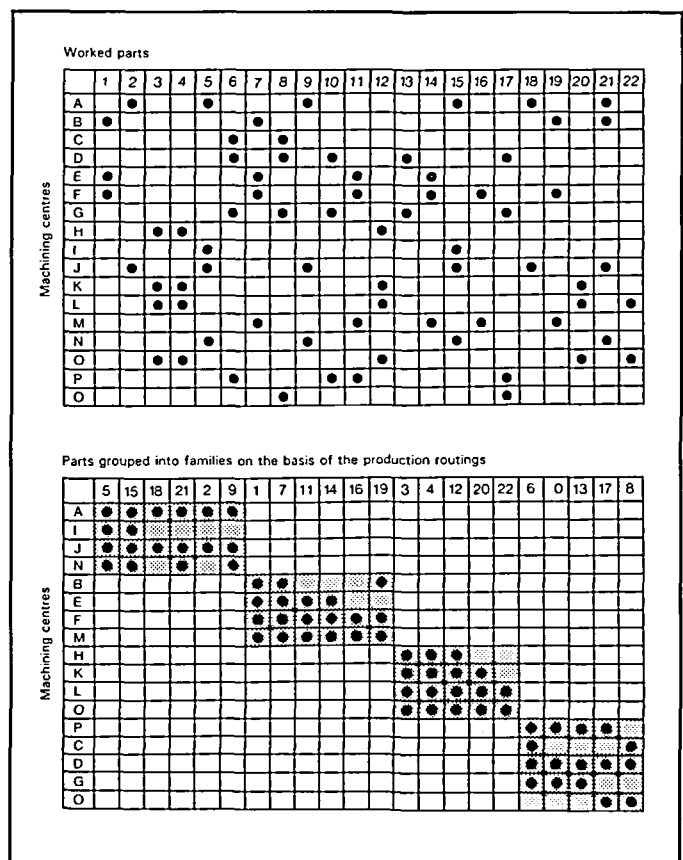 Worked parts
1 2 3 4 5 6 7 8 9 10 11 12 13 14 15 16 17 18 19 20 21 22
Machining centres
A
B
C
D
E
F
G
H
I
J
K
L
M
N
O
P
O
Parts grouped into families on the basis of the production routings
5 15 18 21 2 9 1 7 11 14 16 19 3 4 12 20 22 6 0 13 17 8
Machining centres
A
I
J
N
B
E
F
M
H
K
L
O
P
C
D
G
O